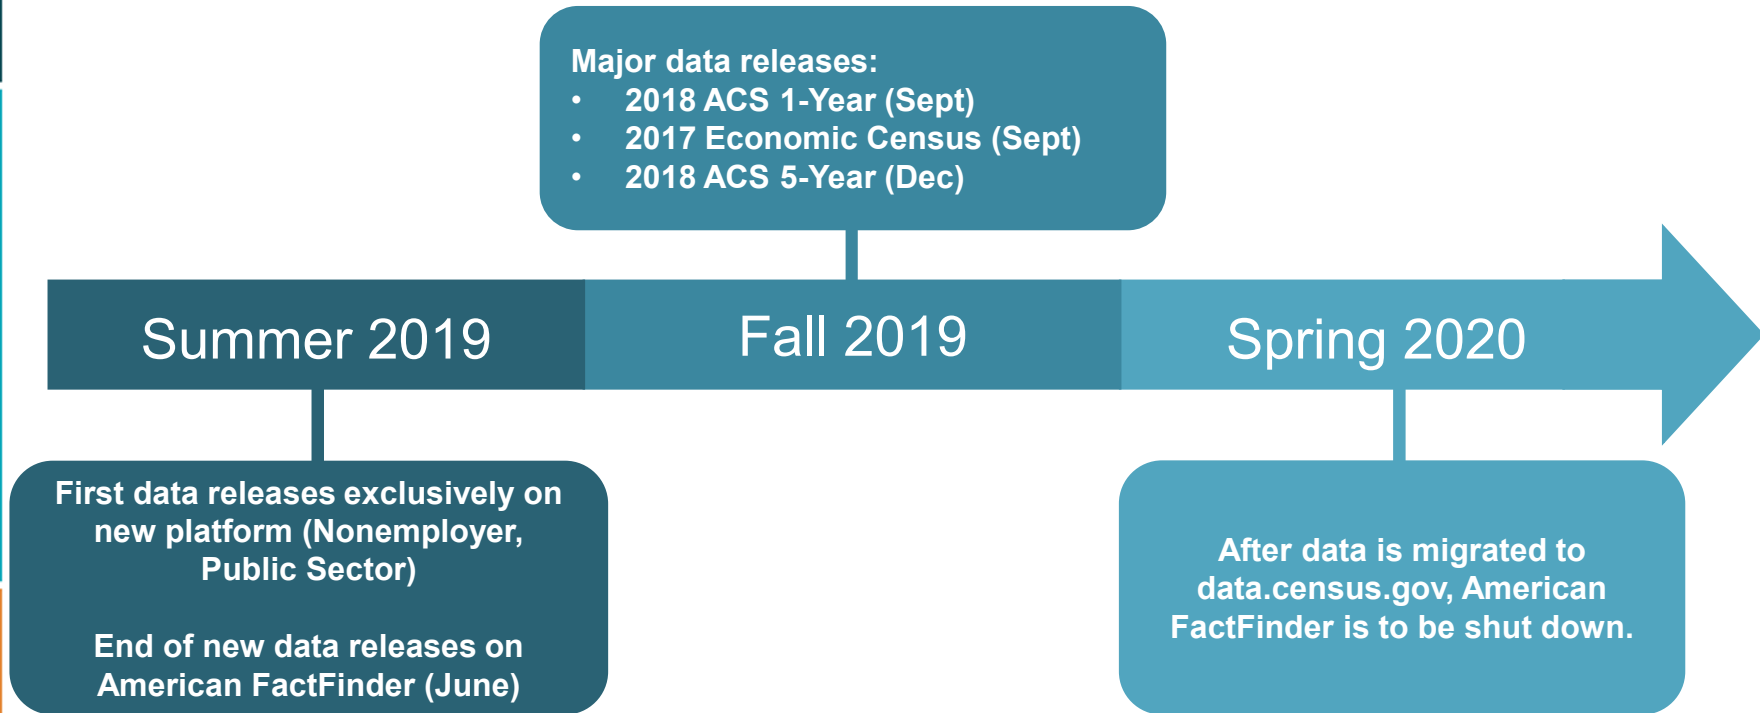 Major data releases:
• 2018 ACS 1-Year (Sept)
• 2017 Economic Census (Sept)
• 2018 ACS 5-Year (Dec)
Summer 2019
Fall 2019
Spring 2020
First data releases exclusively on
new platform (Nonemployer,
Public Sector)
End of new data releases on
American FactFinder (June)
After data is migrated to
data.census.gov, American
FactFinder is to be shut down.